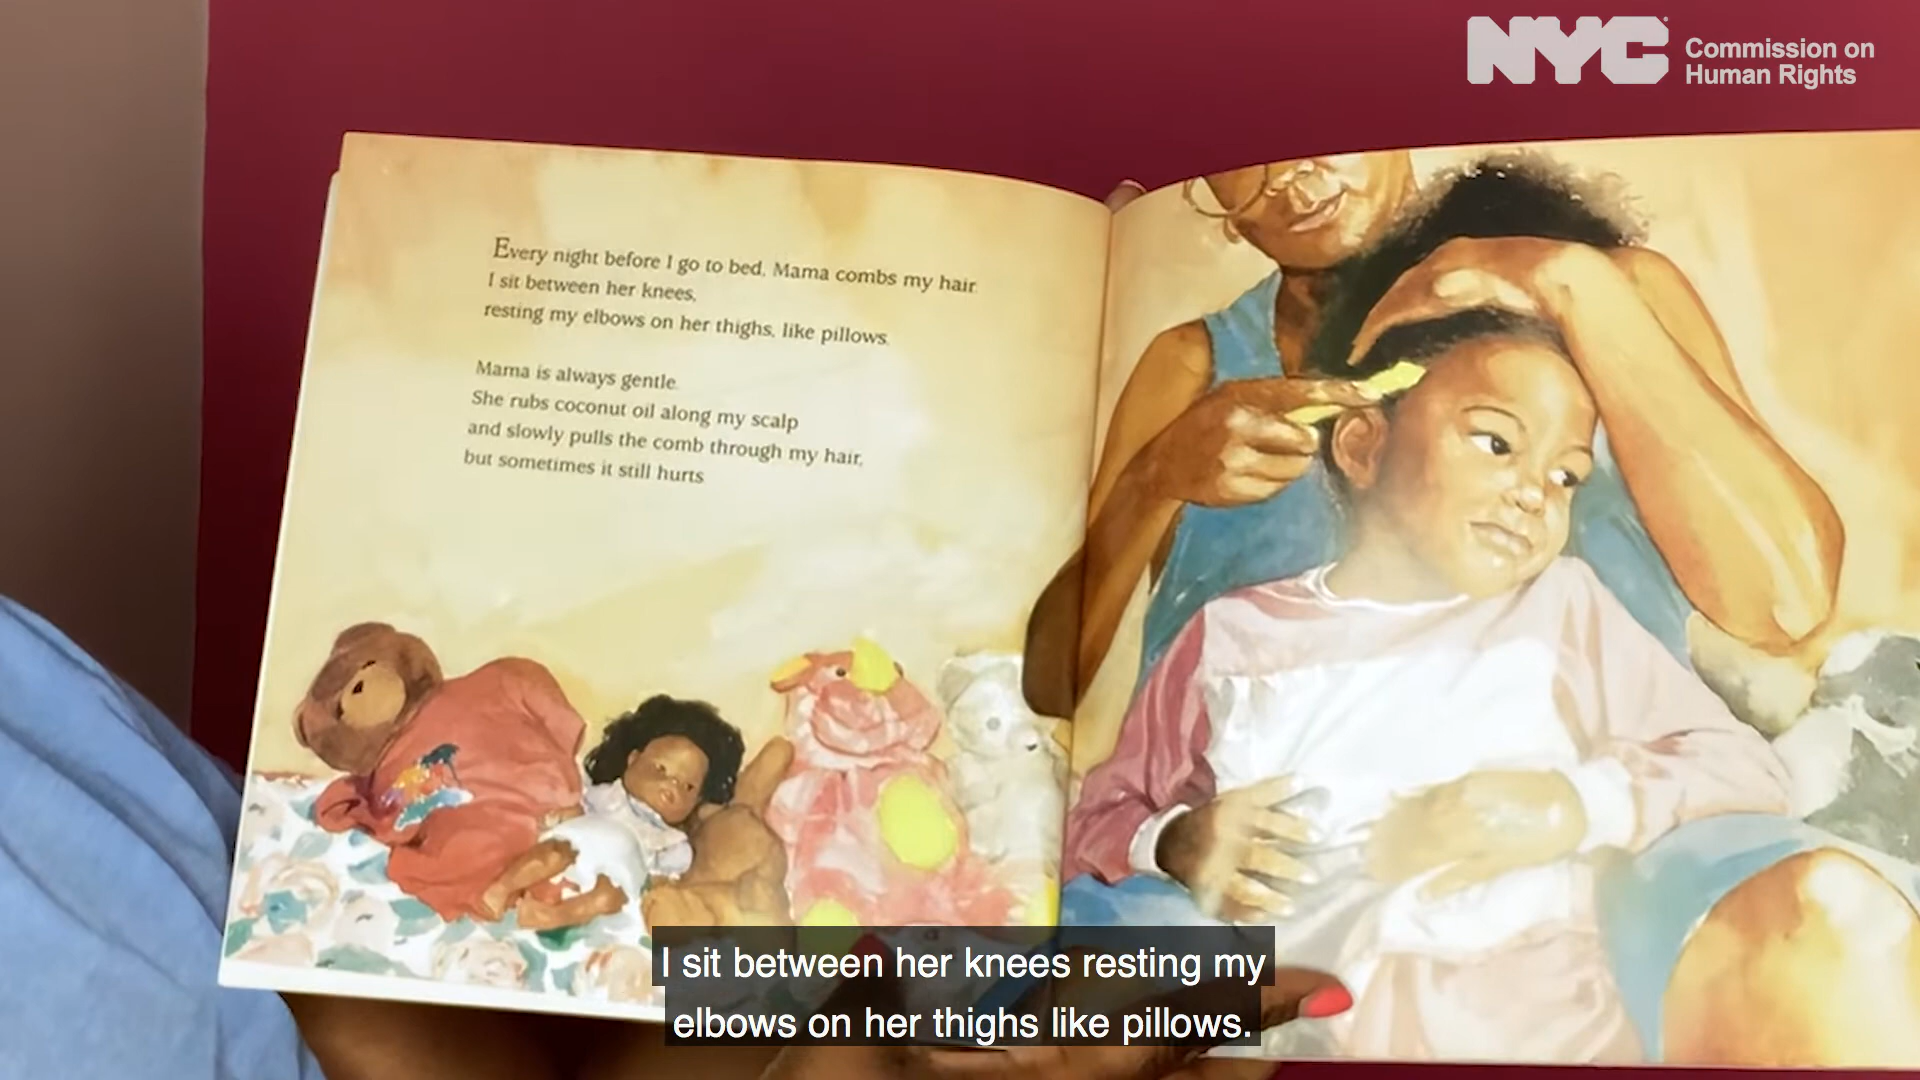 NYC
Commission on
Human Rights
Every night before I go to bed, Mama combs my hair.
I sit between her knees,
resting my elbows on her thighs, like pillows.
Mama is always gentle.
She rubs coconut oil along my scalp
and slowly pulls the comb through my hair,
but sometimes it still hurts.
I sit between her knees resting my
elbows on her thighs like pillows.